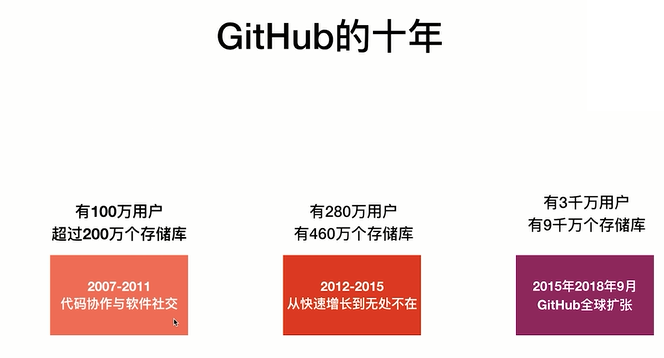 GitHub的十年
有100万用户
超过200万个存储库
有280万用户
有460万个存储库
有3千万用户
有9千万个存储库
2007-2011
代码协作与软件社交
2012-2015
从快速增长到无处不在
2015年2018年9月
GitHub全球扩张